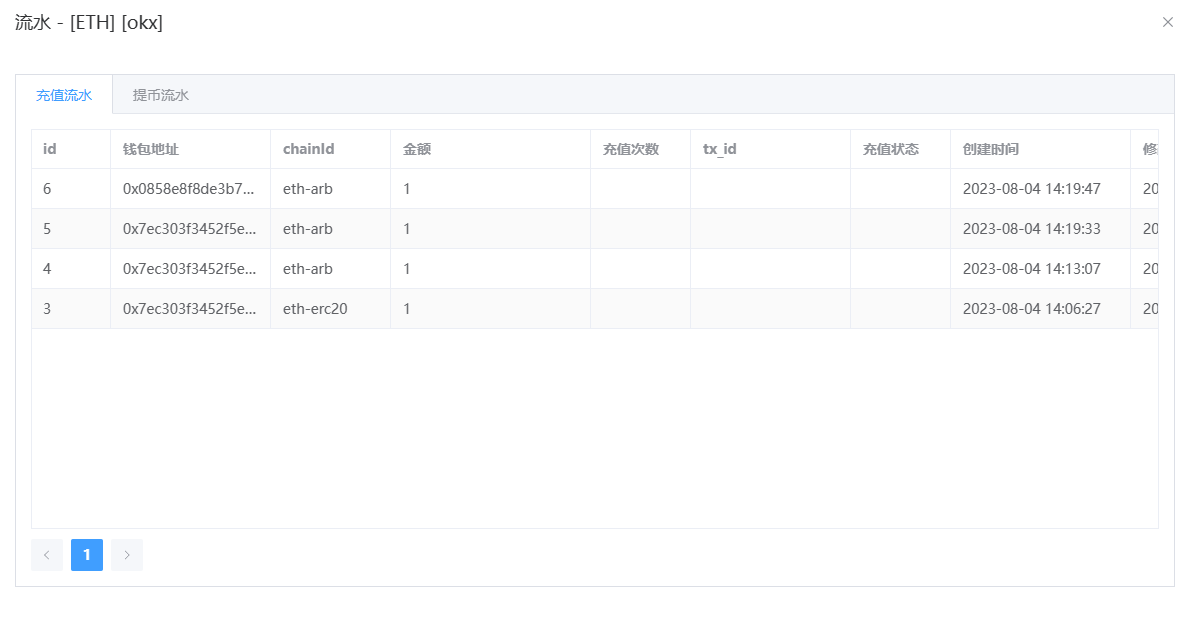 流水 - [ETH] [okx]
充值流水 提币流水
id 钱包地址 chainId 金额 充值次数 tx_id 充值状态 创建时间 修
6 0x0858e8f8de3b7... eth-arb 1 2023-08-04 14:19:47 20
5 0x7ec303f3452f5e... eth-arb 1 2023-08-04 14:19:33 20
4 0x7ec303f3452f5e... eth-arb 1 2023-08-04 14:13:07 20
3 0x7ec303f3452f5e... eth-erc20 1 2023-08-04 14:06:27 20
1